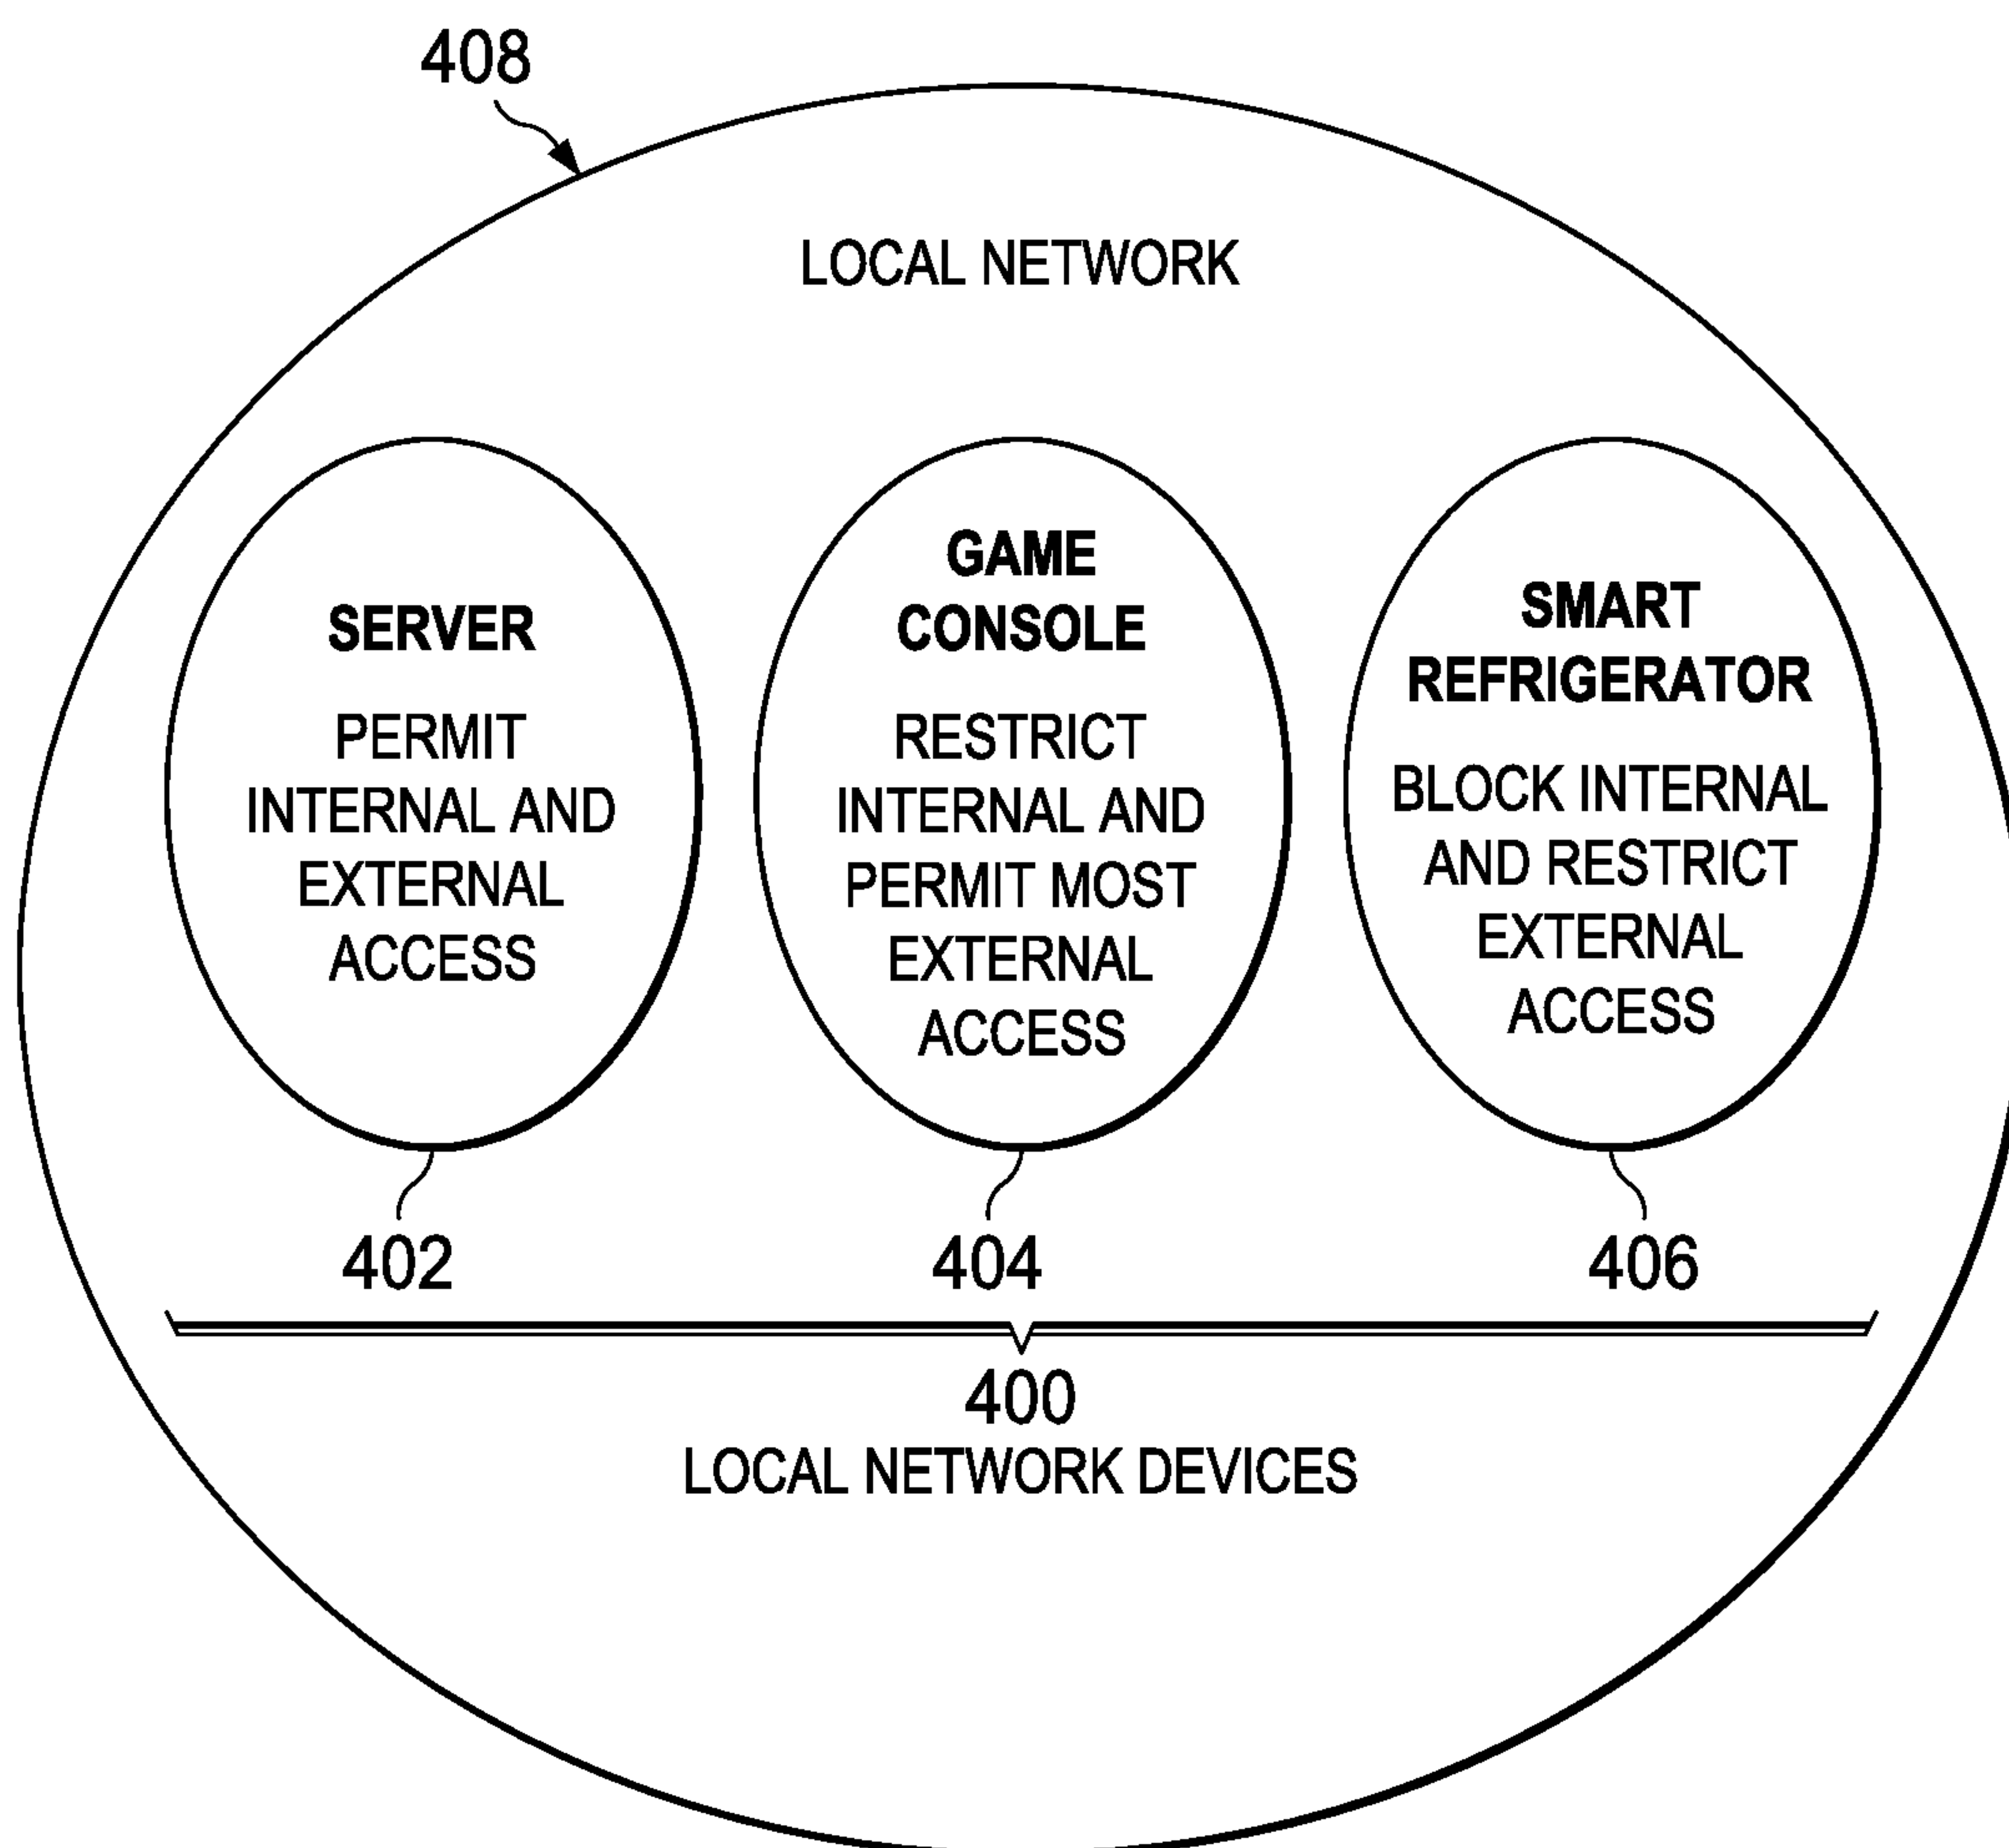 408
LOCAL NETWORK
SERVER
PERMIT
INTERNAL AND
EXTERNAL
ACCESS
402
GAME
CONSOLE
RESTRICT
INTERNAL AND
PERMIT MOST
EXTERNAL
ACCESS
404
SMART
REFRIGERATOR
BLOCK INTERNAL
AND RESTRICT
EXTERNAL
ACCESS
406
400
LOCAL NETWORK DEVICES